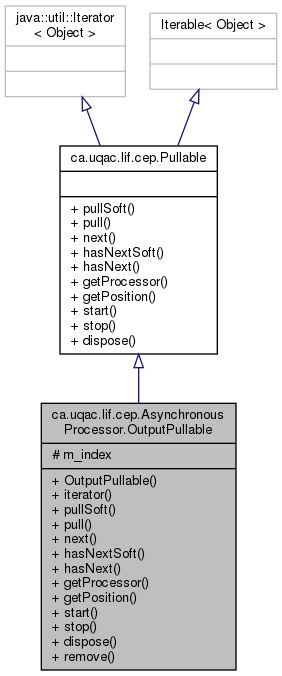 java::util::Iterator
< Object >
Iterable< Object >
ca.uqac.lif.cep.Pullable
+ pullSoft()
+ pull()
+ next()
+ hasNextSoft()
+ hasNext()
+ getProcessor()
+ getPosition()
+ start()
+ stop()
+ dispose()
ca.uqac.lif.cep.Asynchronous
Processor.OutputPullable
# m_index
+ OutputPullable()
+ iterator()
+ pullSoft()
+ pull()
+ next()
+ hasNextSoft()
+ hasNext()
+ getProcessor()
+ getPosition()
+ start()
+ stop()
+ dispose()
+ remove()